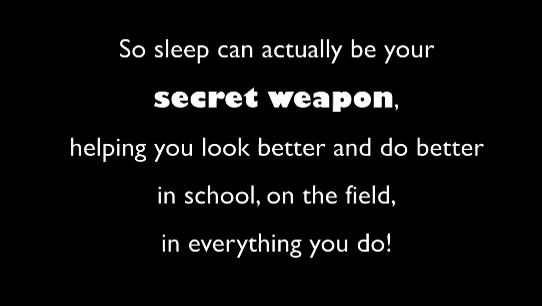 So sleep can actually be your
secret weapon,
helping you look better and do better
in school, on the field,
in everything you do!